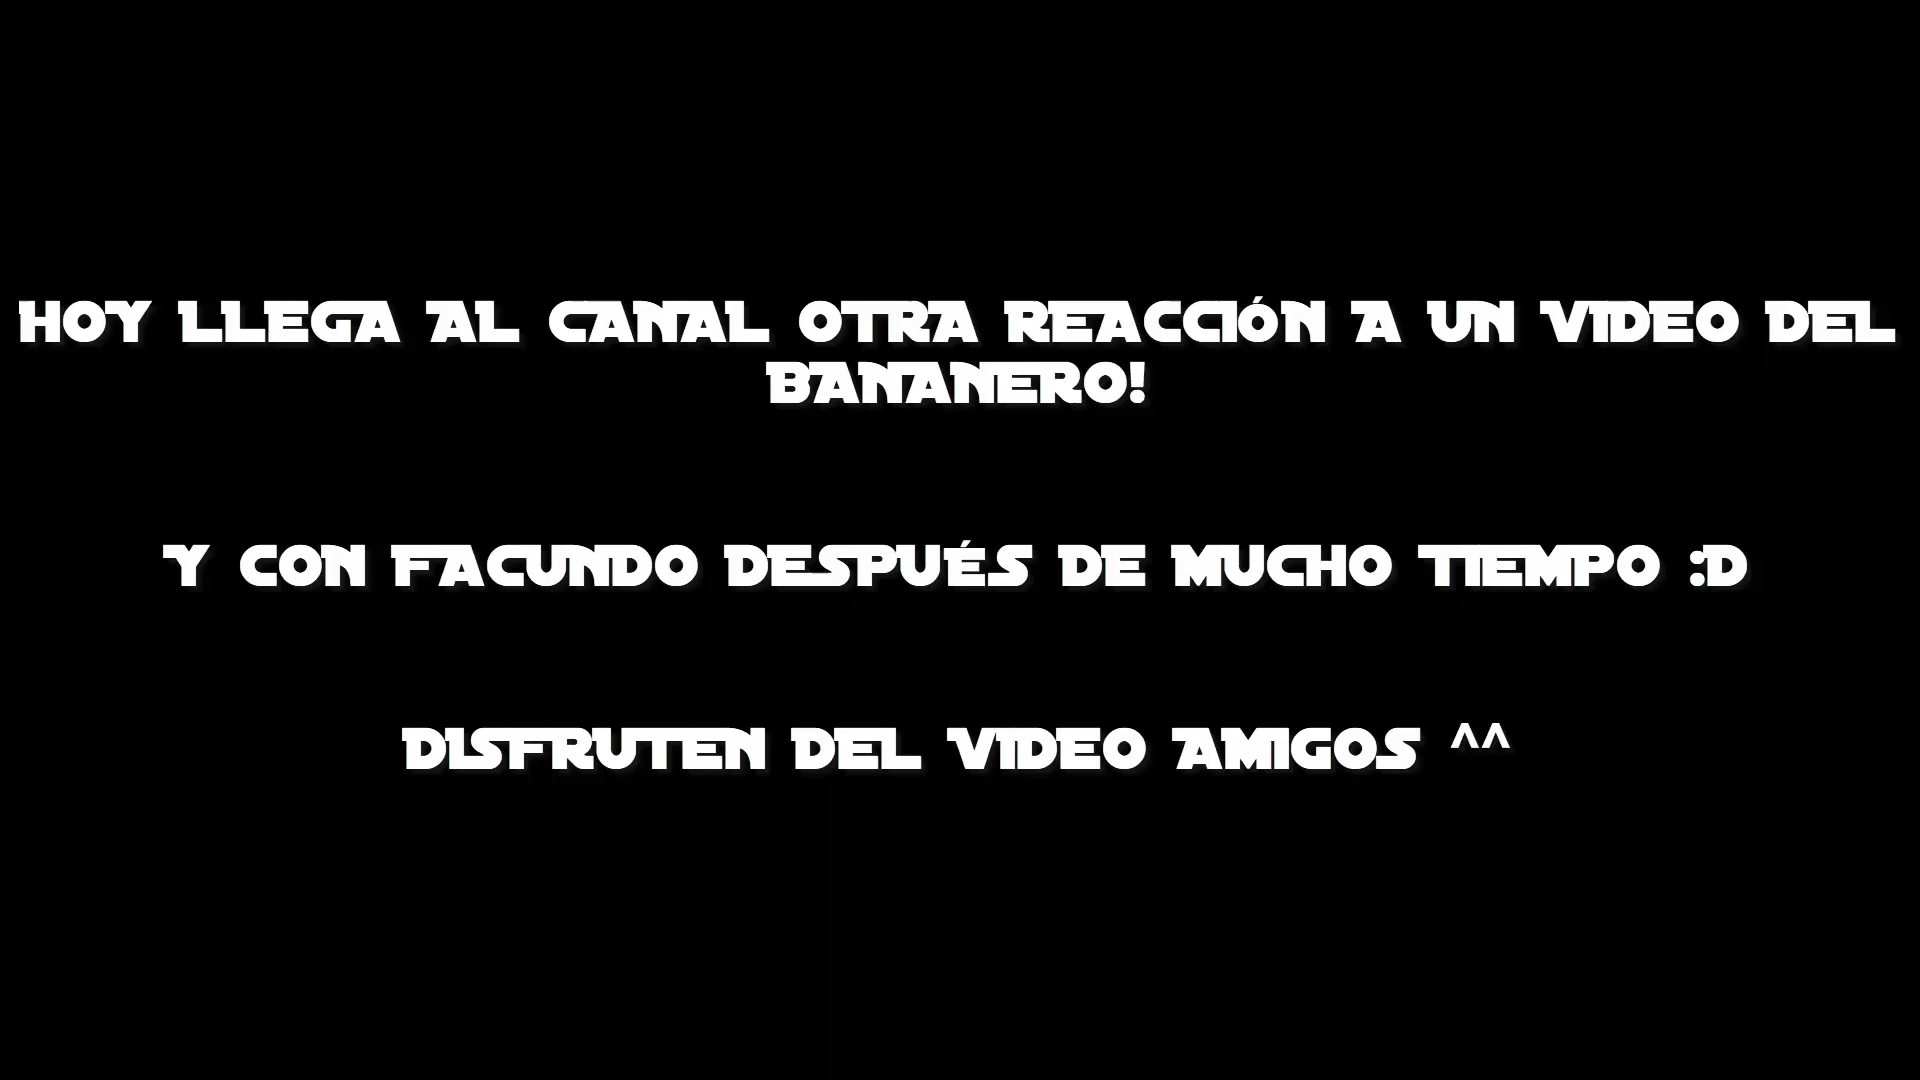 HOY LLEGA AL CANAL OTRA REACCIÓN A UN VIDEO DEL
BANANERO!
Y CON FACUNDO DESPUÉS DE MUCHO TIEMPO :D
DISFRUTEN DEL VIDEO AMIGOS ^^